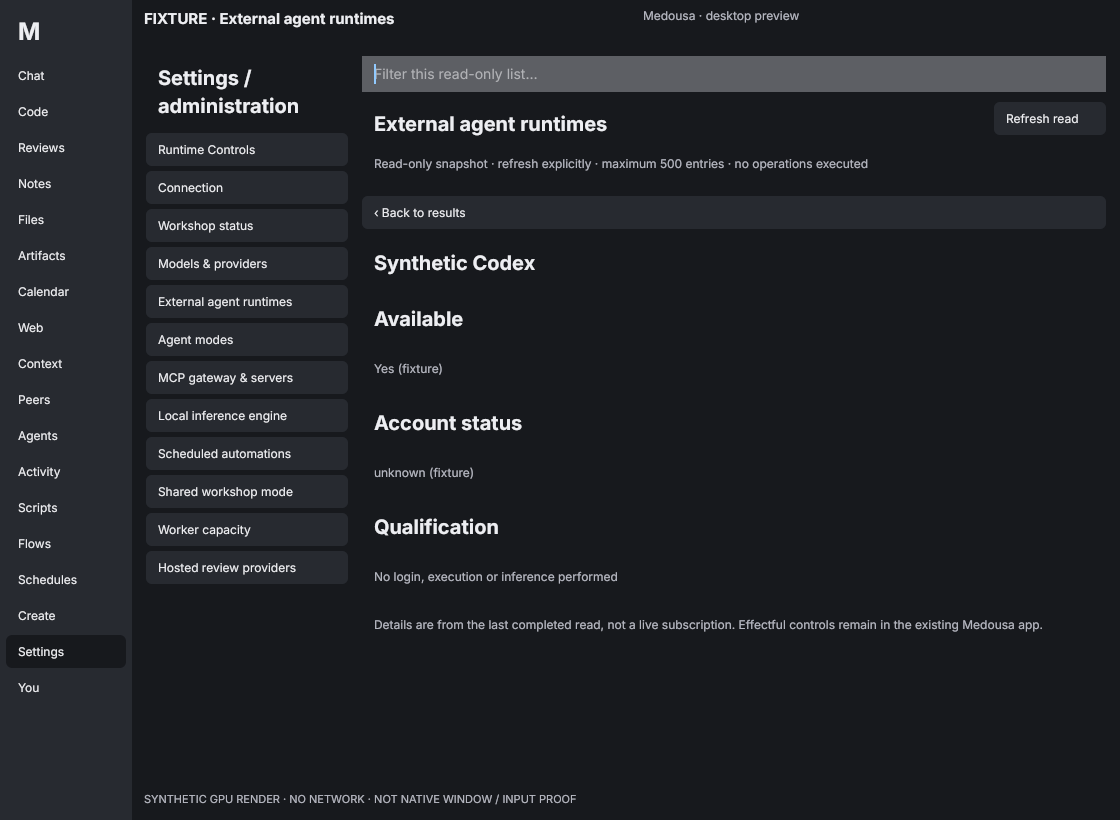 M
Chat
Code
Reviews
Notes
Files
Artifacts
Calendar
Web
Context
Peers
Agents
Activity
Scripts
Flows
Schedules
Create
Settings
You
FIXTURE · External agent runtimes
Medousa · desktop preview
Settings /
administration
Runtime Controls
Connection
Workshop status
Models & providers
External agent runtimes
Agent modes
MCP gateway & servers
Local inference engine
Scheduled automations
Shared workshop mode
Worker capacity
Hosted review providers
Filter this read-only list...
External agent runtimes
Refresh read
Read-only snapshot · refresh explicitly · maximum 500 entries · no operations executed
‹ Back to results
Synthetic Codex
Available
Yes (fixture)
Account status
unknown (fixture)
Qualification
No login, execution or inference performed
Details are from the last completed read, not a live subscription. Effectful controls remain in the existing Medousa app.
SYNTHETIC GPU RENDER · NO NETWORK · NOT NATIVE WINDOW / INPUT PROOF